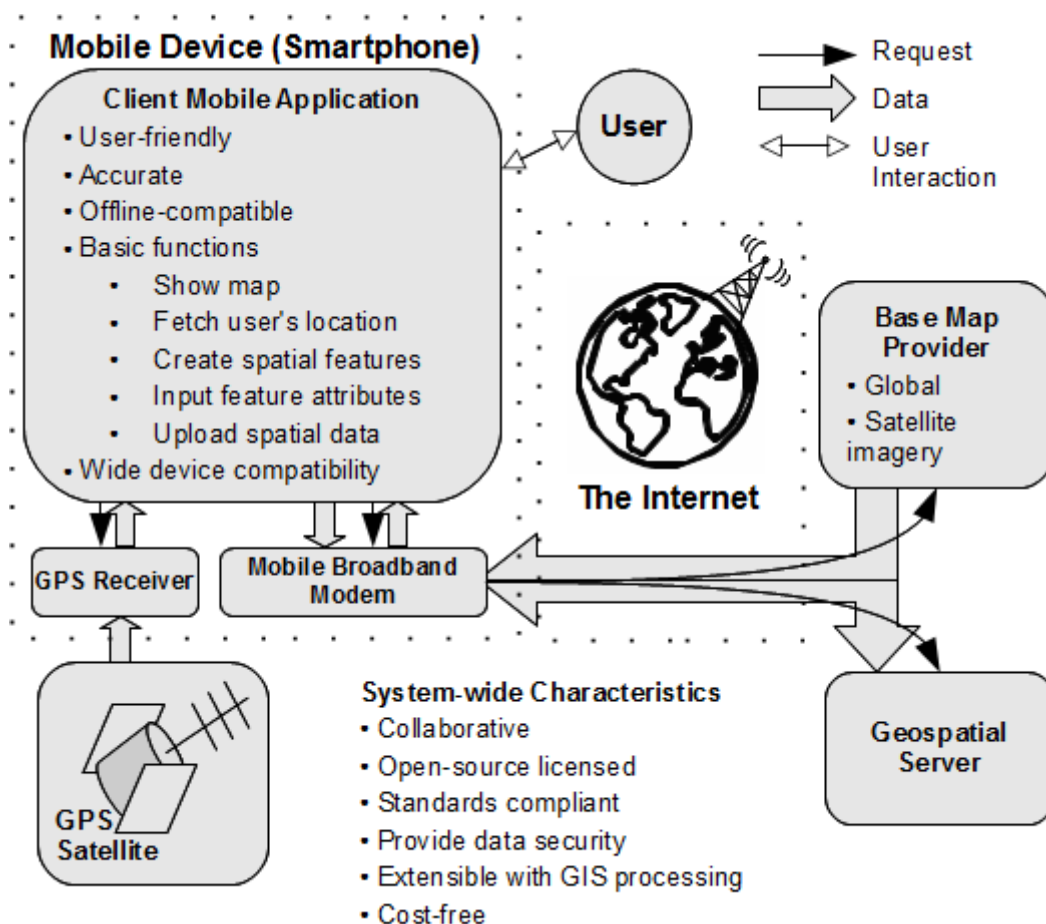 Mobile Device (Smartphone)
Client Mobile Application
▪ User-friendly
▪ Accurate
▪ Offline-compatible
▪ Basic functions
• Show map
• Fetch user's location
• Create spatial features
• Input feature attributes
• Upload spatial data
▪ Wide device compatibility
User
Request
Data
User
Interaction
The Internet
Base Map
Provider
▪ Global
▪ Satellite
imagery
GPS Receiver
Mobile Broadband
Modem
GPS
Satellite
System-wide Characteristics
▪ Collaborative
▪ Open-source licensed
▪ Standards compliant
▪ Provide data security
▪ Extensible with GIS processing
▪ Cost-free
Geospatial
Server